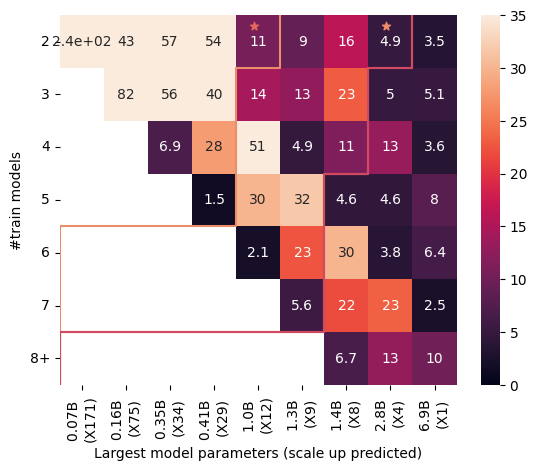 2 2.4e+02 43 57 54 11 9 16 4.9 3.5
3 82 56 40 14 13 23 5 5.1
4 6.9 28 51 4.9 11 13 3.6
5 1.5 30 32 4.6 4.6 8
6 2.1 23 30 3.8 6.4
7 5.6 22 23 2.5
8+ 6.7 13 10
#train models
0.07B (X171)
0.16B (X75)
0.35B (X34)
0.41B (X29)
1.0B (X12)
1.3B (X9)
1.4B (X8)
2.8B (X4)
6.9B (X1)
Largest model parameters (scale up predicted)
35
30
25
20
15
10
5
0